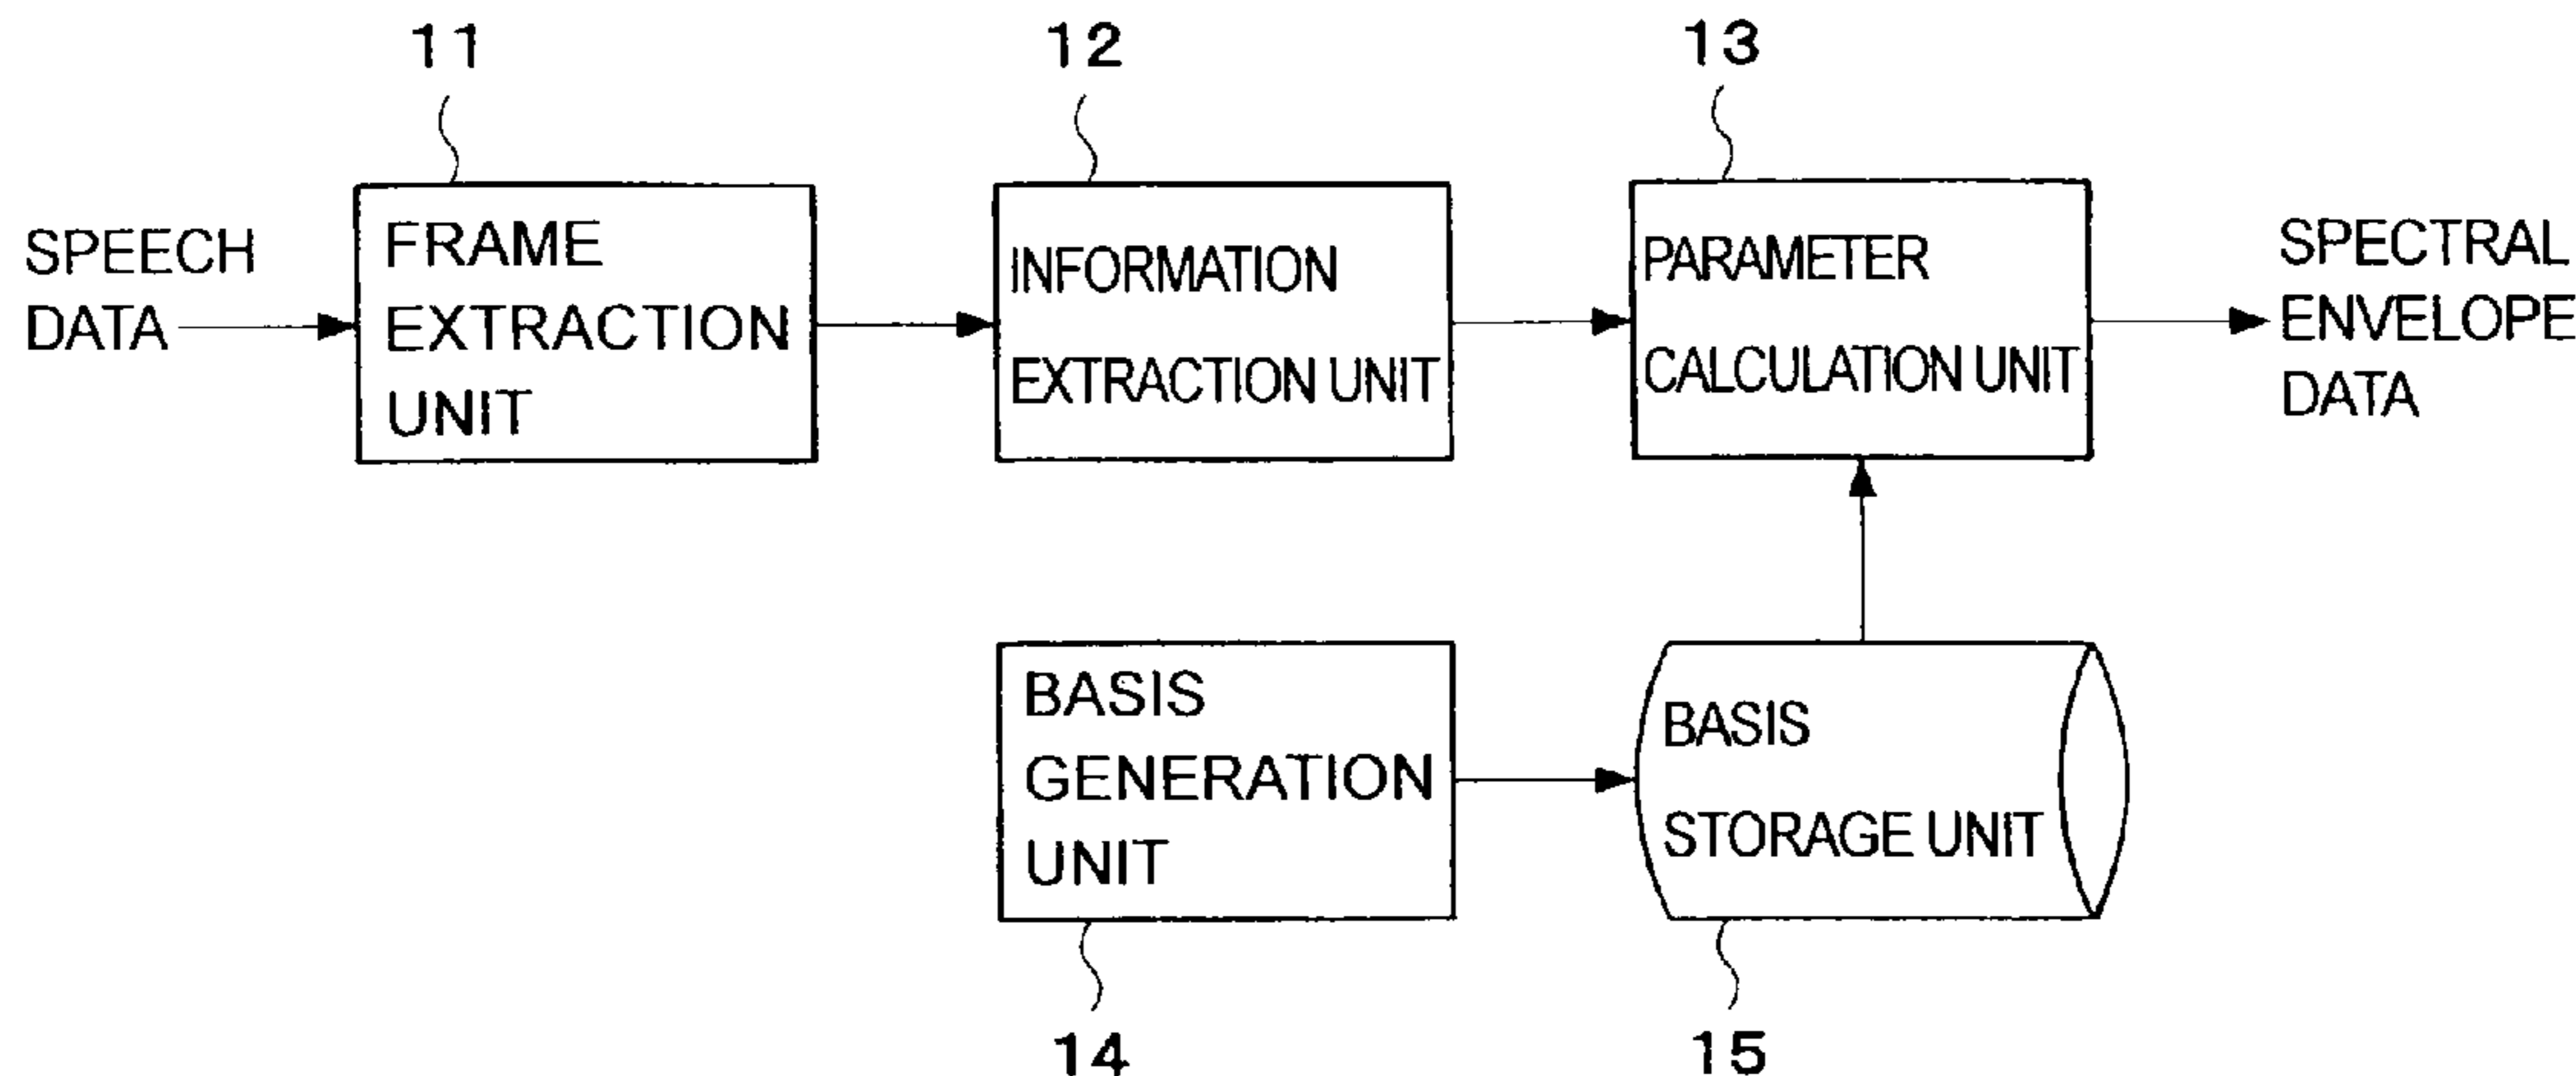 11
12
13
SPEECH
DATA
FRAME
EXTRACTION
UNIT
INFORMATION
EXTRACTION UNIT
PARAMETER
CALCULATION UNIT
SPECTRAL
ENVELOPE
DATA
BASIS
GENERATION
UNIT
BASIS
STORAGE UNIT
14
15